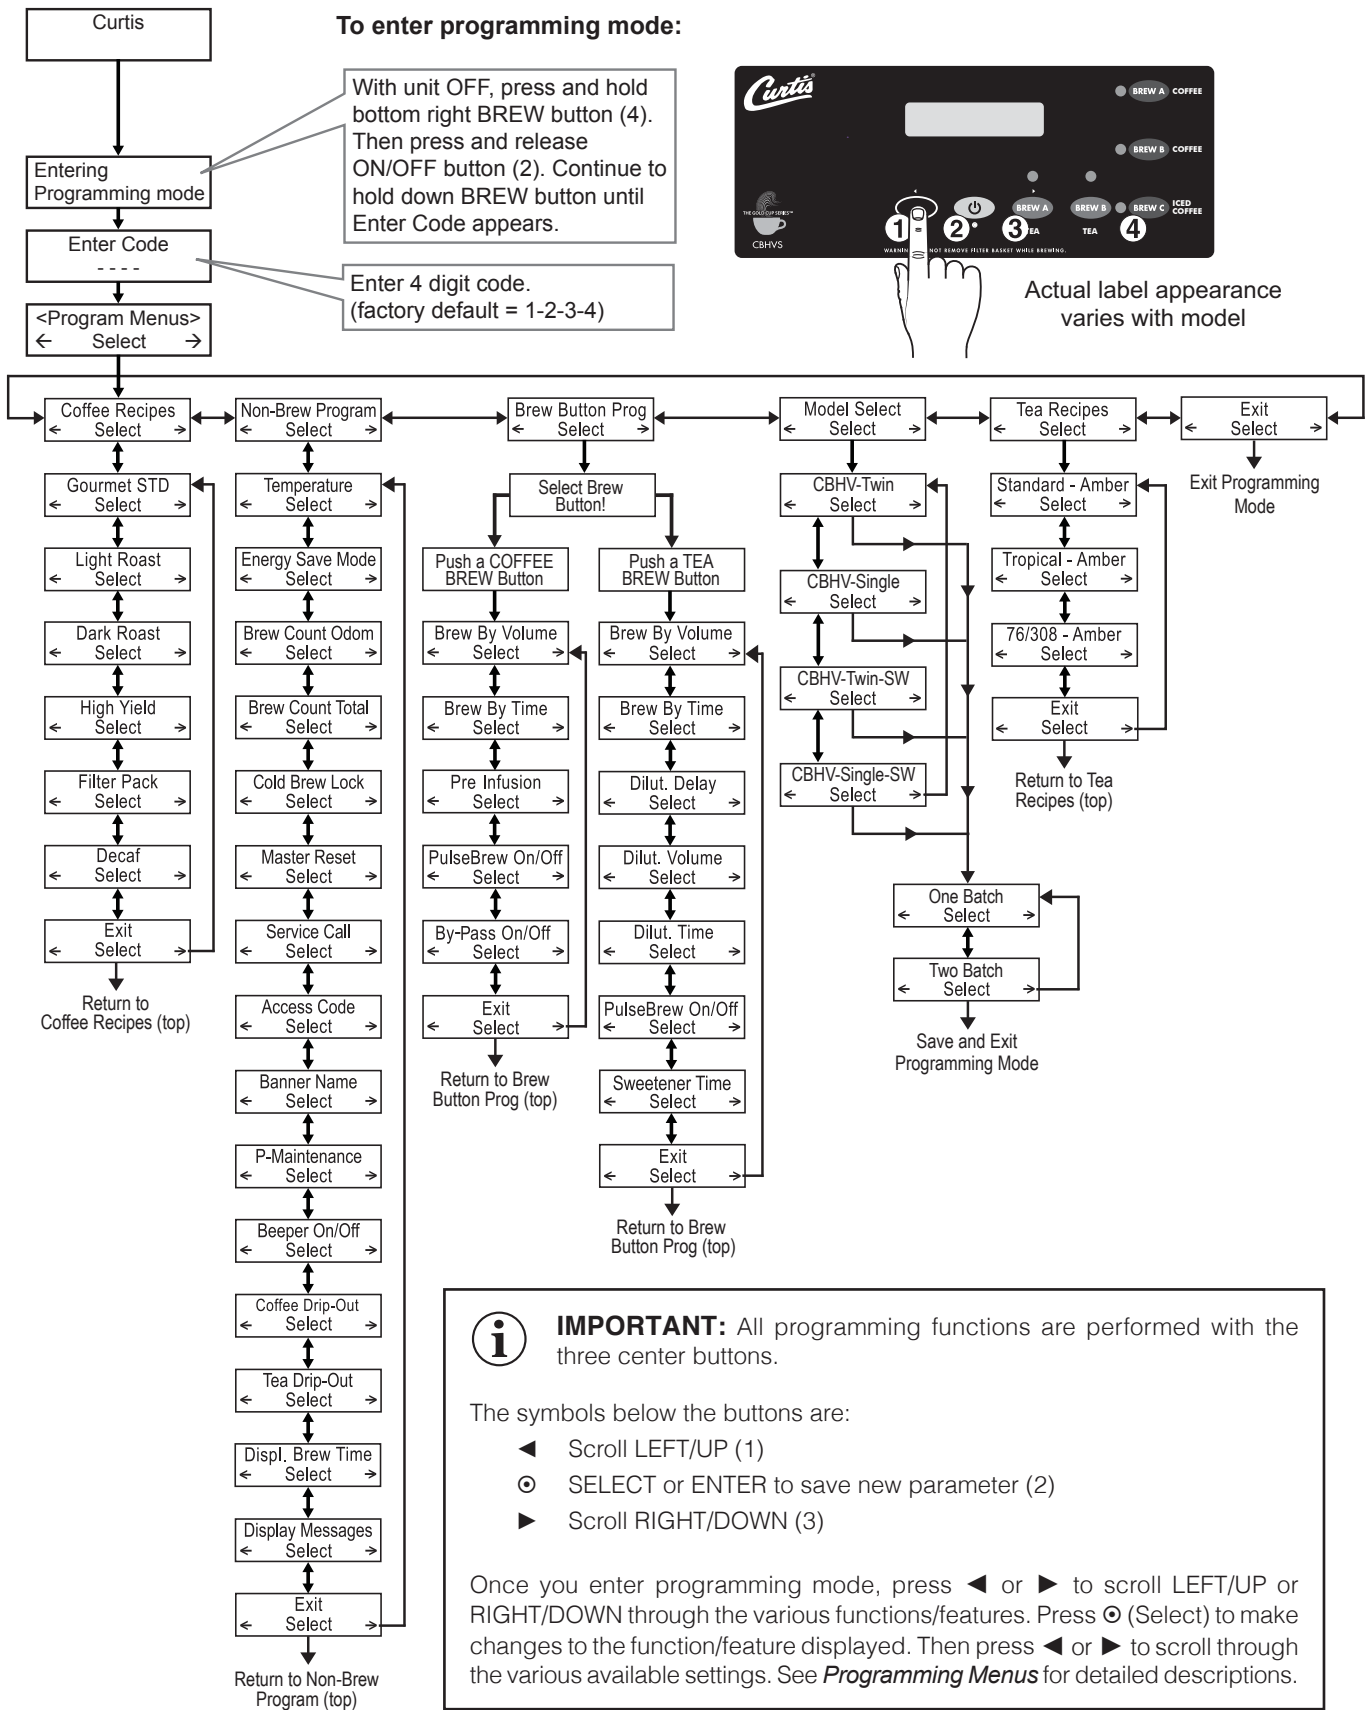 Curtis
To enter programming mode:
With unit OFF, press and hold
bottom right BREW button (4).
Then press and release
ON/OFF button (2). Continue to
hold down BREW button until
Enter Code appears.
Entering
Programming mode
Enter Code
- - - -
Enter 4 digit code.
(factory default = 1-2-3-4)
<Program Menus>
← Select →
Curtis
BREW A COFFEE
BREW B COFFEE
BREW A
BREW B
BREW C ICED COFFEE
1
2
3
4
TEA
TEA
THE GOLD CUP SERIES™
CBHVS
NOT REMOVE FILTER BASKET WHILE BREWING.
Actual label appearance
varies with model
Coffee Recipes
← Select →
Gourmet STD
← Select →
Light Roast
← Select →
Dark Roast
← Select →
High Yield
← Select →
Filter Pack
← Select →
Decaf
← Select →
Exit
← Select →
Return to
Coffee Recipes (top)
Non-Brew Program
← Select →
Temperature
← Select →
Energy Save Mode
← Select →
Brew Count Odom
← Select →
Brew Count Total
← Select →
Cold Brew Lock
← Select →
Master Reset
← Select →
Service Call
← Select →
Access Code
← Select →
Banner Name
← Select →
P-Maintenance
← Select →
Beeper On/Off
← Select →
Coffee Drip-Out
← Select →
Tea Drip-Out
← Select →
Displ. Brew Time
← Select →
Display Messages
← Select →
Exit
← Select →
Return to Non-Brew
Program (top)
Brew Button Prog
← Select →
Select Brew
Button!
Push a COFFEE
BREW Button
Brew By Volume
← Select →
Brew By Time
← Select →
Pre Infusion
← Select →
PulseBrew On/Off
← Select →
By-Pass On/Off
← Select →
Exit
← Select →
Return to Brew
Button Prog (top)
Push a TEA
BREW Button
Brew By Volume
← Select →
Brew By Time
← Select →
Dilut. Delay
← Select →
Dilut. Volume
← Select →
Dilut. Time
← Select →
PulseBrew On/Off
← Select →
Sweetener Time
← Select →
Exit
← Select →
Return to Brew
Button Prog (top)
Model Select
← Select →
CBHV-Twin
← Select →
CBHV-Single
← Select →
CBHV-Twin-SW
← Select →
CBHV-Single-SW
← Select →
One Batch
← Select →
Two Batch
← Select →
Save and Exit
Programming Mode
Tea Recipes
← Select →
Standard - Amber
← Select →
Tropical - Amber
← Select →
76/308 - Amber
← Select →
Exit
← Select →
Return to Tea
Recipes (top)
Exit
← Select →
Exit Programming
Mode
i
IMPORTANT: All programming functions are performed with the
three center buttons.
The symbols below the buttons are:
◀ Scroll LEFT/UP (1)
⊙ SELECT or ENTER to save new parameter (2)
▶ Scroll RIGHT/DOWN (3)
Once you enter programming mode, press ◀ or ▶ to scroll LEFT/UP or
RIGHT/DOWN through the various functions/features. Press ⊙ (Select) to make
changes to the function/feature displayed. Then press ◀ or ▶ to scroll through
the various available settings. See Programming Menus for detailed descriptions.